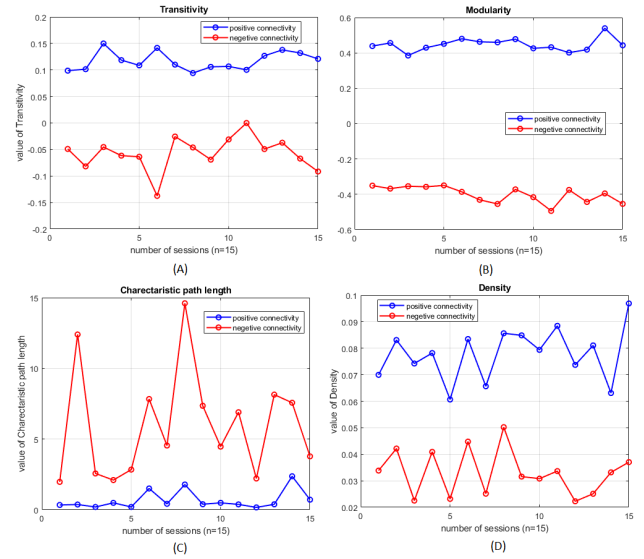 Transitivity
positive connectivity
negetive connectivity
value of Transitivity
0.2
0.15
0.1
0.05
0
-0.05
-0.1
-0.15
-0.2
0
5
10
15
number of sessions (n=15)
(A)
Modularity
positive connectivity
negetive connectivity
0.6
0.4
0.2
0
-0.2
-0.4
-0.6
0
5
10
15
number of sessions (n=15)
(B)
Charectaristic path length
positive connectivity
negetive connectivity
value of Charectaristic path length
15
10
5
0
0
5
10
15
number of sessions (n=15)
(C)
Density
positive connectivity
negetive connectivity
value of Density
0.1
0.09
0.08
0.07
0.06
0.05
0.04
0.03
0.02
0
5
10
15
number of sessions (n=15)
(D)